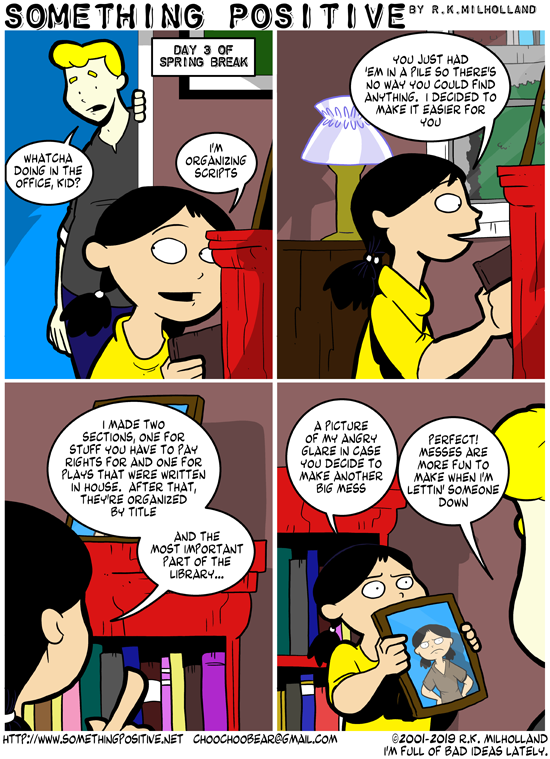 SOMETHING POSITIVE BY R.K.MILHOLLAND
DAY 3 OF
SPRING BREAK
WHATCHA
DOING IN THE
OFFICE, KID?
I'M
ORGANIZING
SCRIPTS
YOU JUST HAD
'EM IN A PILE SO THERE'S
NO WAY YOU COULD FIND
ANYTHING. I DECIDED TO
MAKE IT EASIER FOR
YOU
I MADE TWO
SECTIONS, ONE FOR
STUFF YOU HAVE TO PAY
RIGHTS FOR AND ONE FOR
PLAYS THAT WERE WRITTEN
IN HOUSE. AFTER THAT,
THEY'RE ORGANIZED
BY TITLE
AND THE
MOST IMPORTANT
PART OF THE
LIBRARY...
A PICTURE
OF MY ANGRY
GLARE IN CASE
YOU DECIDE TO
MAKE ANOTHER
BIG MESS
PERFECT!
MESSES ARE
MORE FUN TO
MAKE WHEN I'M
LETTIN' SOMEONE
DOWN
HTTP://WWW.SOMETHINGPOSITIVE.NET CHOOCHOOBEAR@GMAIL.COM
©2001-2019 R.K. MILHOLLAND
I'M FULL OF BAD IDEAS LATELY.